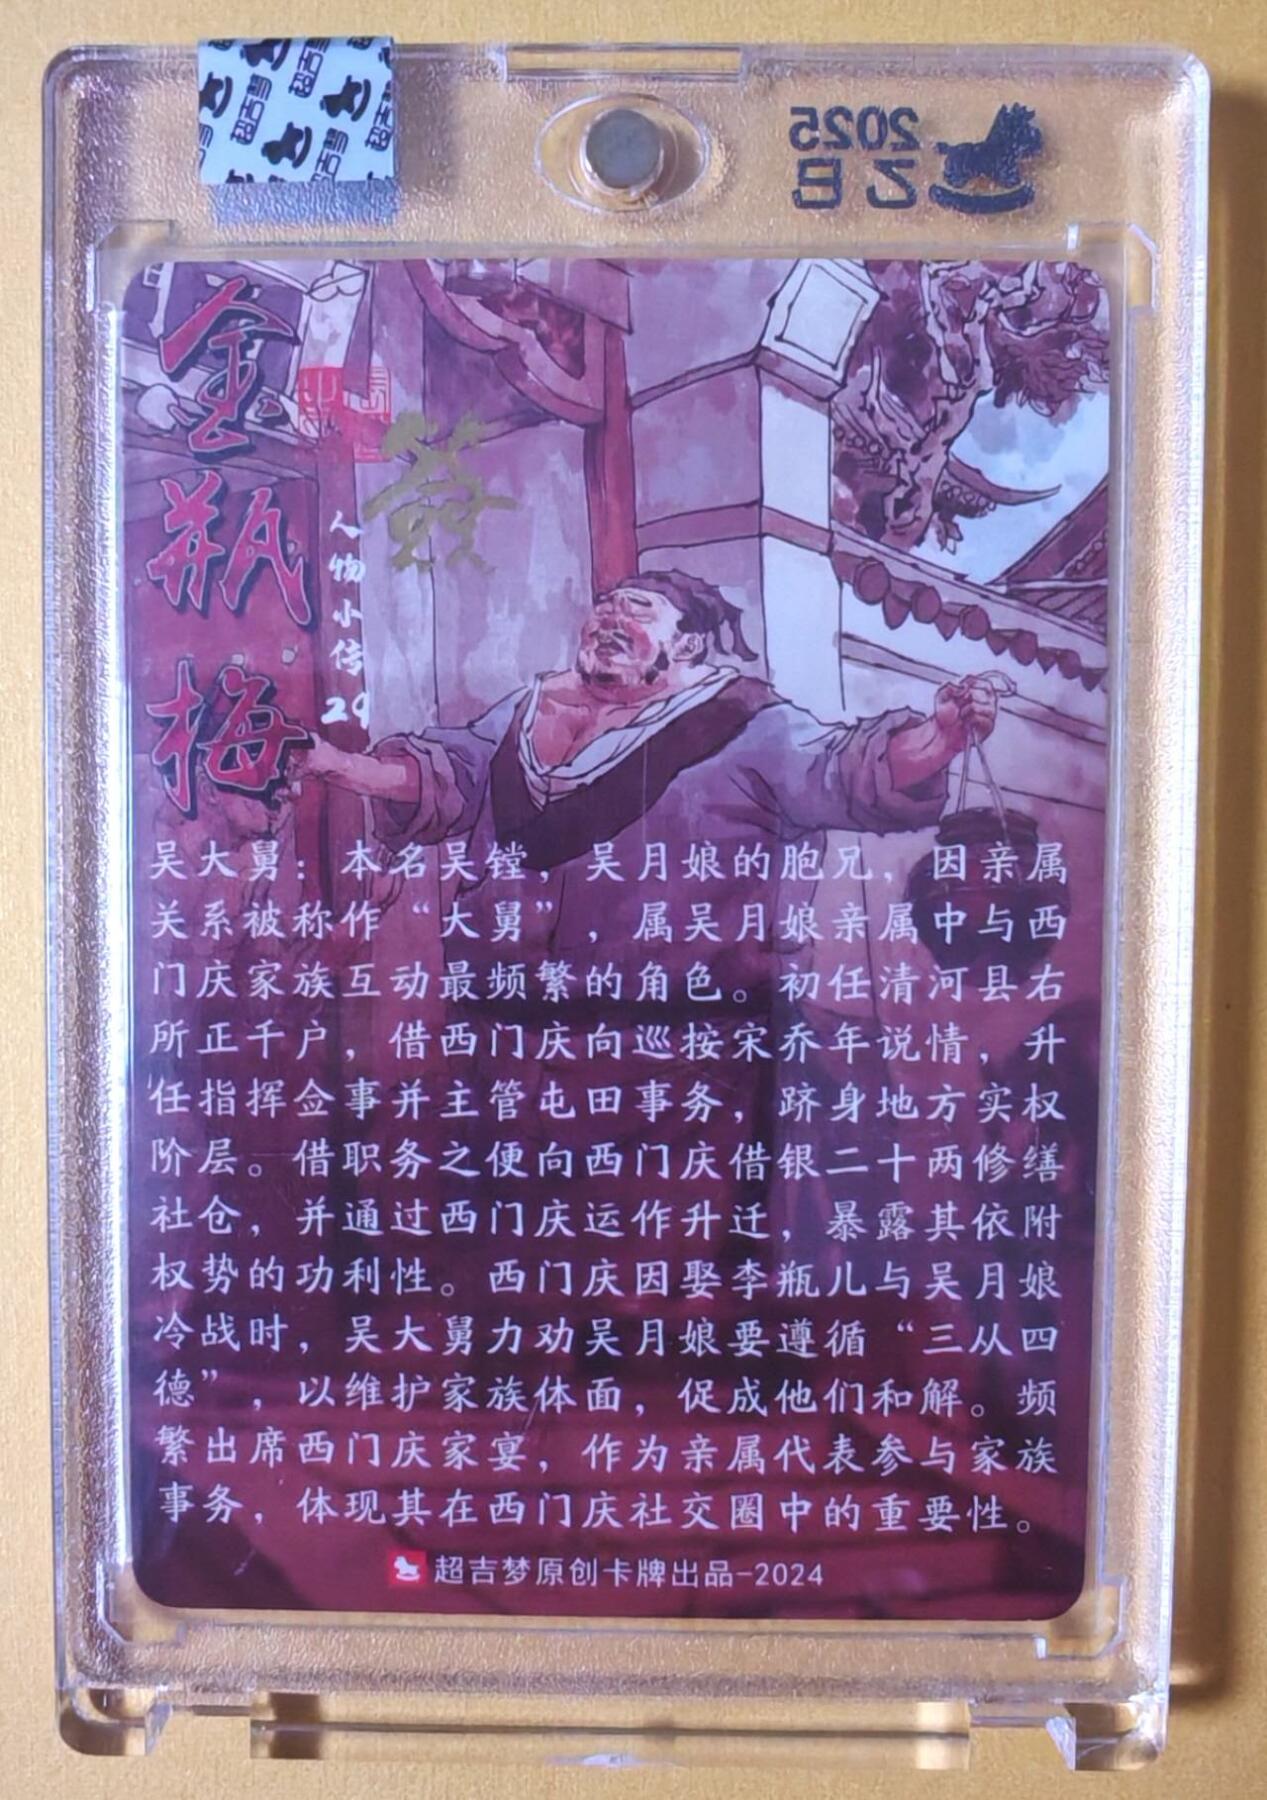 2025
乙巳
金瓶梅
人物小传
29
吴大舅：本名吴镗，吴月娘的胞兄，因亲属
关系被称作“大舅”，属吴月娘亲属中与西
门庆家族互动最频繁的角色。初任清河县右
所正千户，借西门庆向巡按宋乔年说情，升
任指挥佥事并主管屯田事务，跻身地方实权
阶层。借职务之便向西门庆借银二十两修缮
社仓，并通过西门庆运作升迁，暴露其依附
权势的功利性。西门庆因娶李瓶儿与吴月娘
冷战时，吴大舅力劝吴月娘要遵循“三从四
德”，以维护家族体面，促成他们和解。频
繁出席西门庆家宴，作为亲属代表参与家族
事务，体现其在西门庆社交圈中的重要性。
超吉梦原创卡牌出品-2024